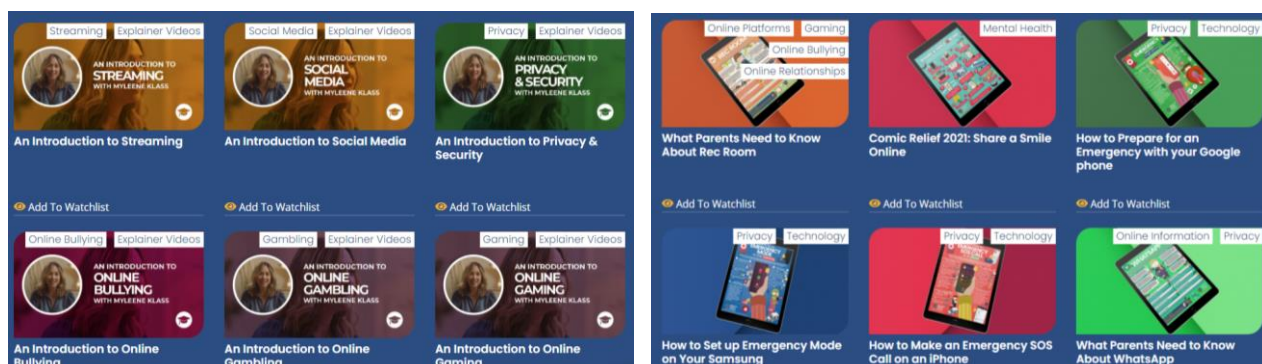 Streaming Explainer Videos
AN INTRODUCTION TO
STREAMING
WITH MYLEENE KLASS
An Introduction to Streaming
Add To Watchlist
Social Media Explainer Videos
AN INTRODUCTION TO
SOCIAL
MEDIA
WITH MYLEENE KLASS
An Introduction to Social Media
Add To Watchlist
Privacy Explainer Videos
AN INTRODUCTION TO
PRIVACY
& SECURITY
WITH MYLEENE KLASS
An Introduction to Privacy &
Security
Add To Watchlist
Online Bullying Explainer Videos
AN INTRODUCTION TO
ONLINE
BULLYING
WITH MYLEENE KLASS
An Introduction to Online
Bullying
Gambling Explainer Videos
AN INTRODUCTION TO
ONLINE
GAMBLING
WITH MYLEENE KLASS
An Introduction to Online
Gambling
Gaming Explainer Videos
AN INTRODUCTION TO
ONLINE
GAMING
WITH MYLEENE KLASS
An Introduction to Online
Gaming
Online Platforms Gaming
Online Bullying
Online Relationships
What Parents Need to Know
About Rec Room
Add To Watchlist
Mental Health
Comic Relief 2021: Share a Smile
Online
Add To Watchlist
Privacy Technology
How to Prepare for an
Emergency with your Google
phone
Add To Watchlist
Privacy Technology
How to Set up Emergency Mode
on Your Samsung
Privacy Technology
How to Make an Emergency SOS
Call on an iPhone
Online Information Privacy
What Parents Need to Know
About WhatsApp